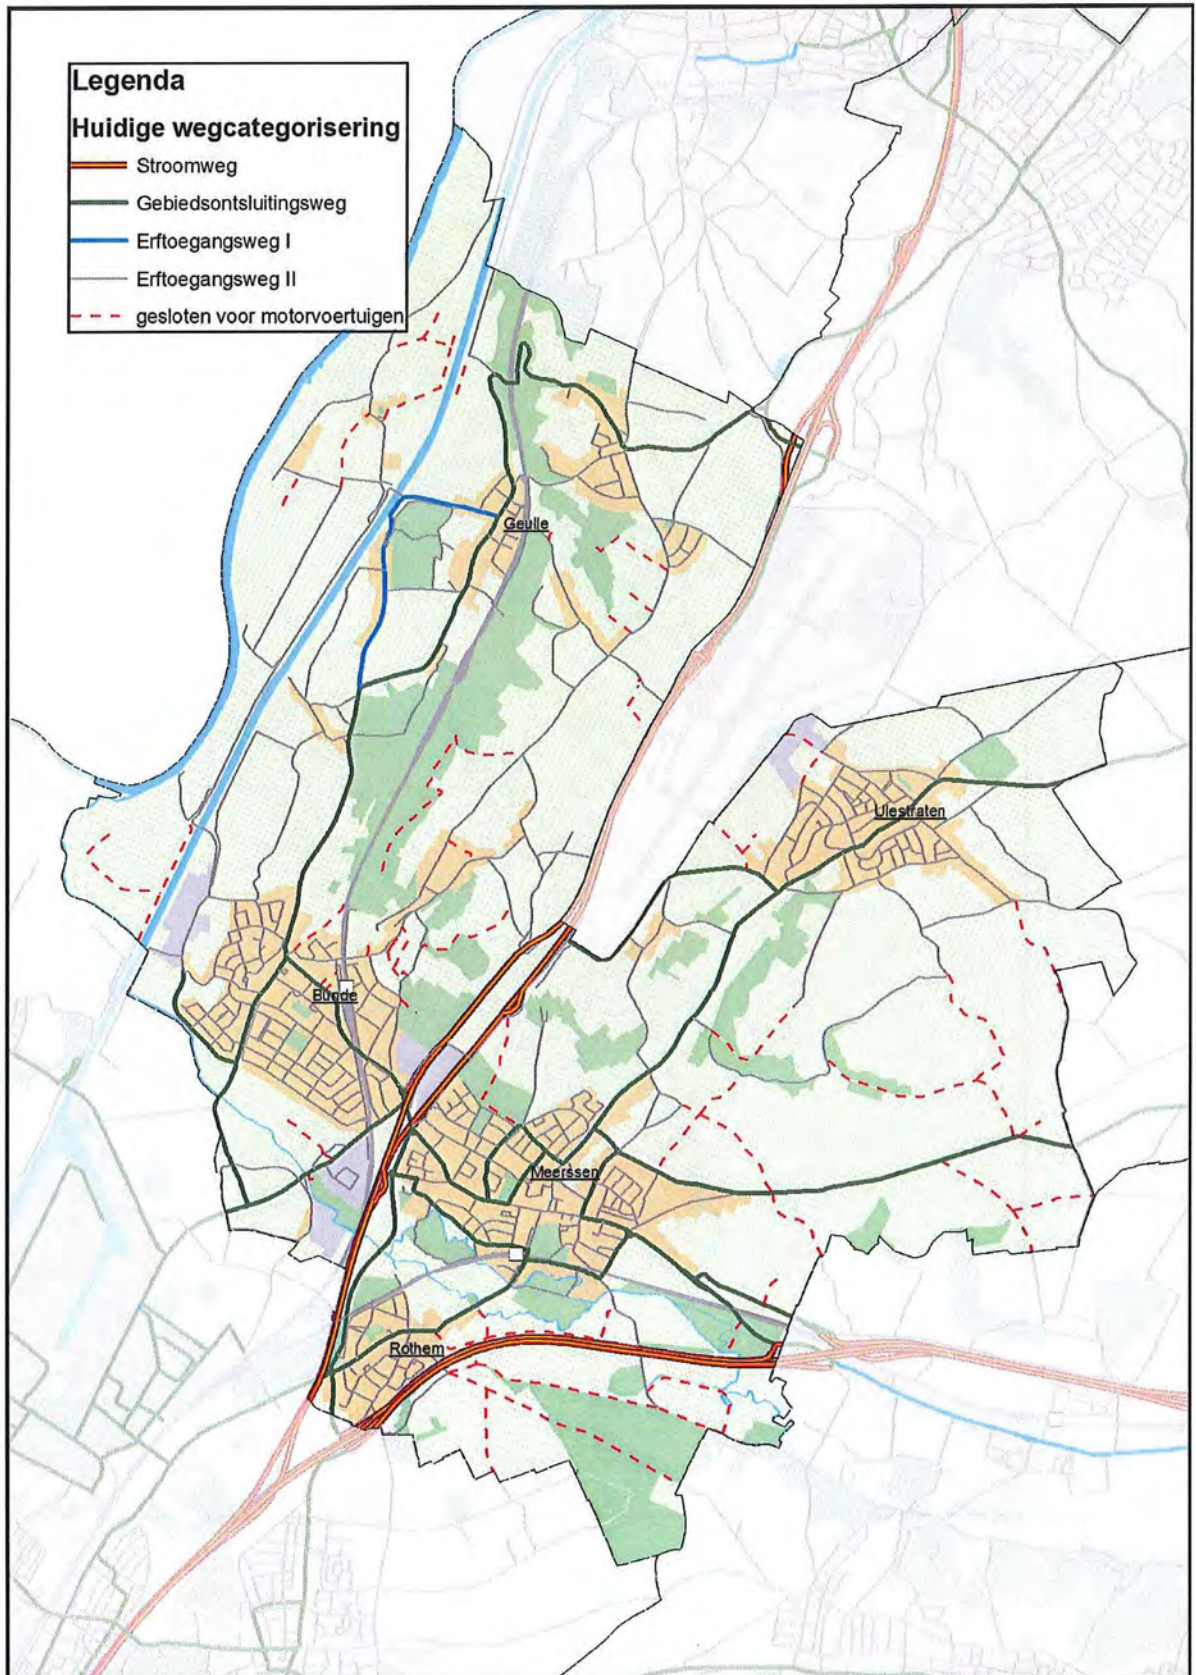 Legenda
Huidige wegcategorisering
Stroomweg
Gebiedsontsluitingsweg
Erftoegangsweg I
Erftoegangsweg II
gesloten voor motorvoertuigen
Geulle
Ulestraten
Bunde
Meerssen
Rothem